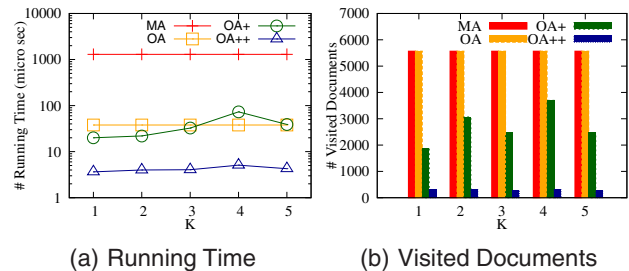 # Running Time (micro sec)
10000
1000
100
10
1
MA
OA
OA+
OA++
1 2 3 4 5
K
(a) Running Time
# Visited Documents
7000
6000
5000
4000
3000
2000
1000
0
MA
OA
OA+
OA++
1 2 3 4 5
K
(b) Visited Documents